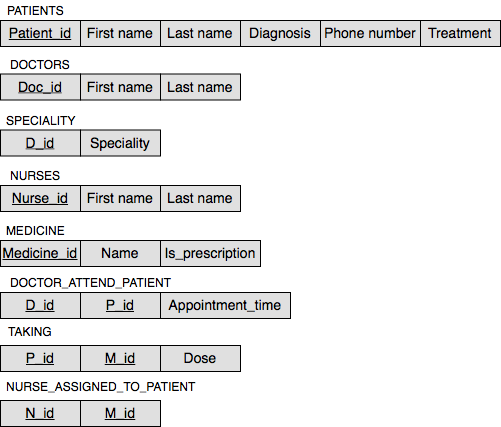 PATIENTS
Patient_id First name Last name Diagnosis Phone number Treatment
DOCTORS
Doc_id First name Last name
SPECIALITY
D_id Speciality
NURSES
Nurse_id First name Last name
MEDICINE
Medicine_id Name Is_prescription
DOCTOR_ATTEND_PATIENT
D_id P_id Appointment_time
TAKING
P_id M_id Dose
NURSE_ASSIGNED_TO_PATIENT
N_id M_id